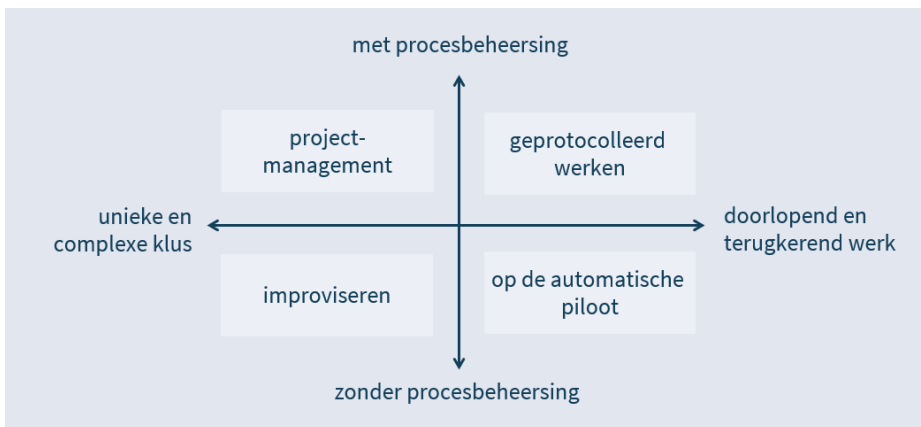 met procesbeheersing
project-
management
geprotocolleerd
werken
unieke en
complexe klus
doorlopend en
terugkerend werk
improviseren
op de automatische
piloot
zonder procesbeheersing